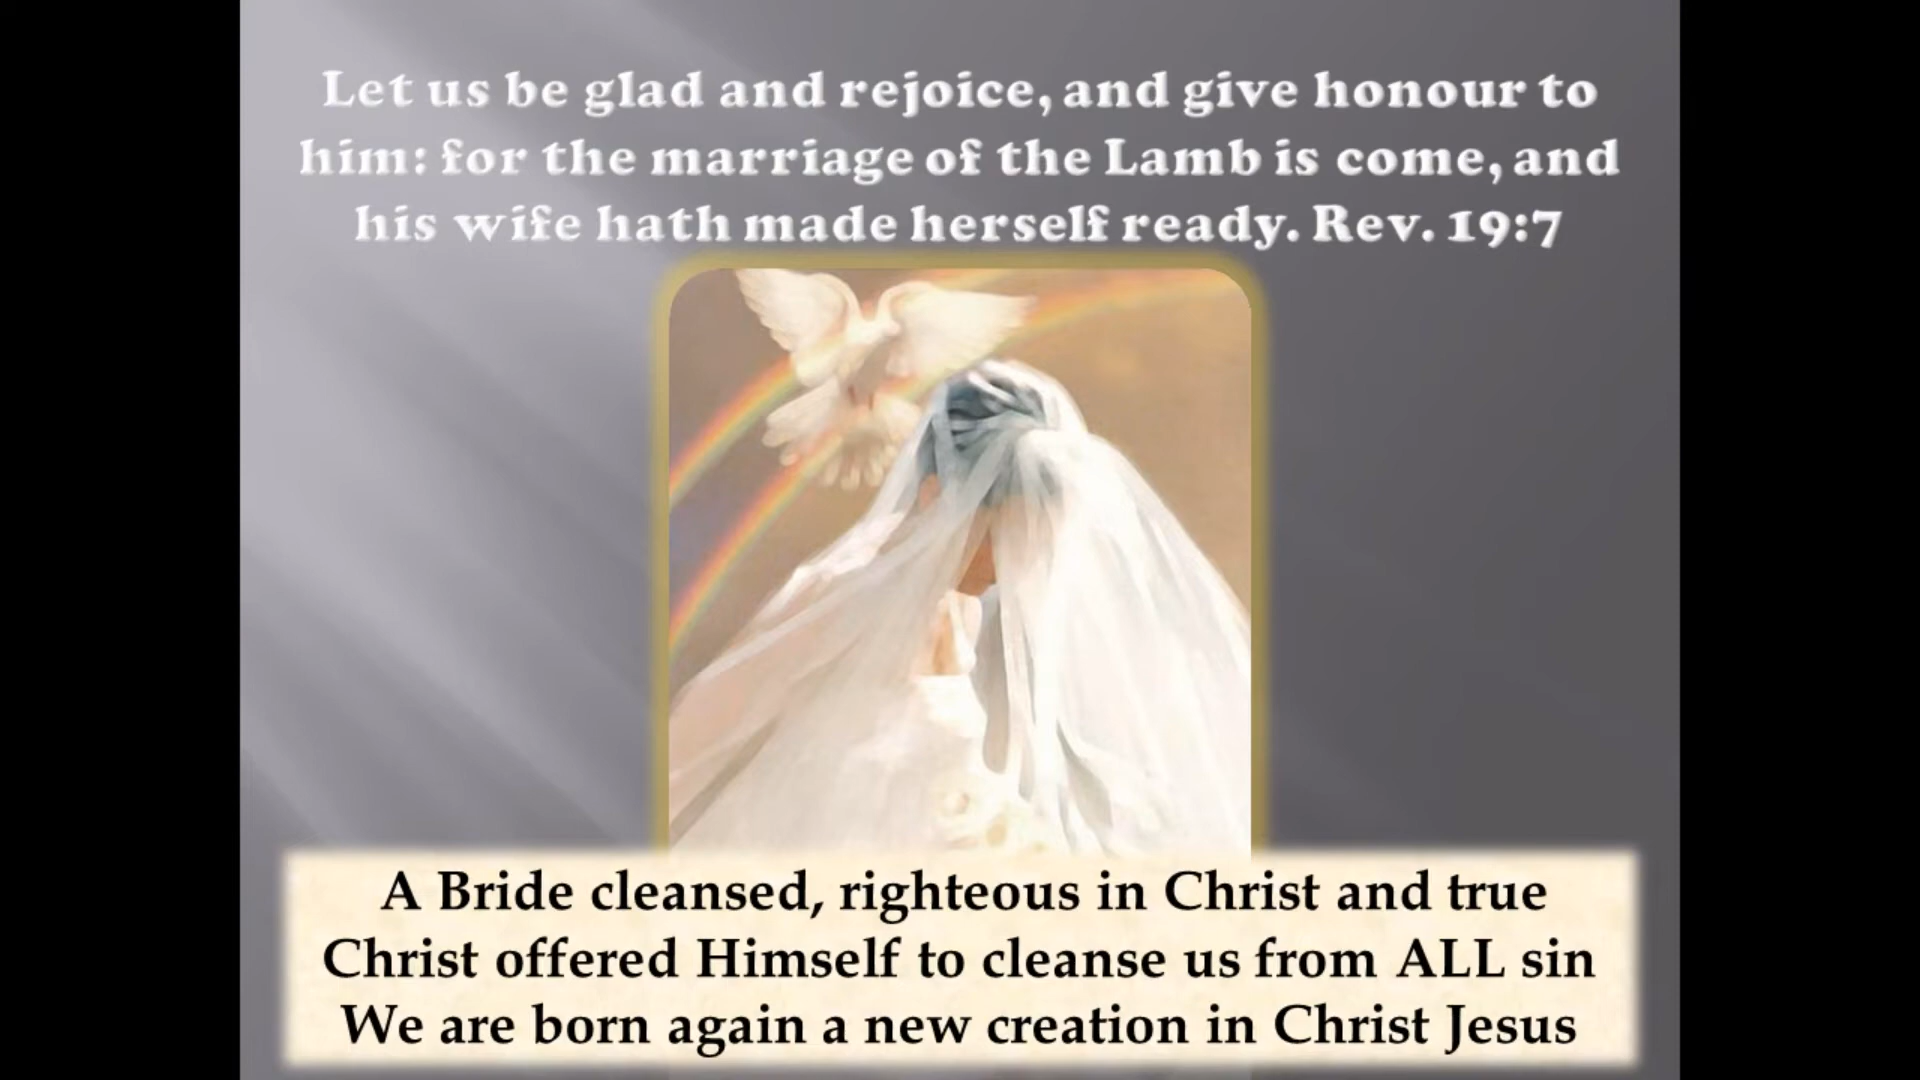 Let us be glad and rejoice, and give honour to
him: for the marriage of the Lamb is come, and
his wife hath made herself ready. Rev. 19:7
A Bride cleansed, righteous in Christ and true
Christ offered Himself to cleanse us from ALL sin
We are born again a new creation in Christ Jesus